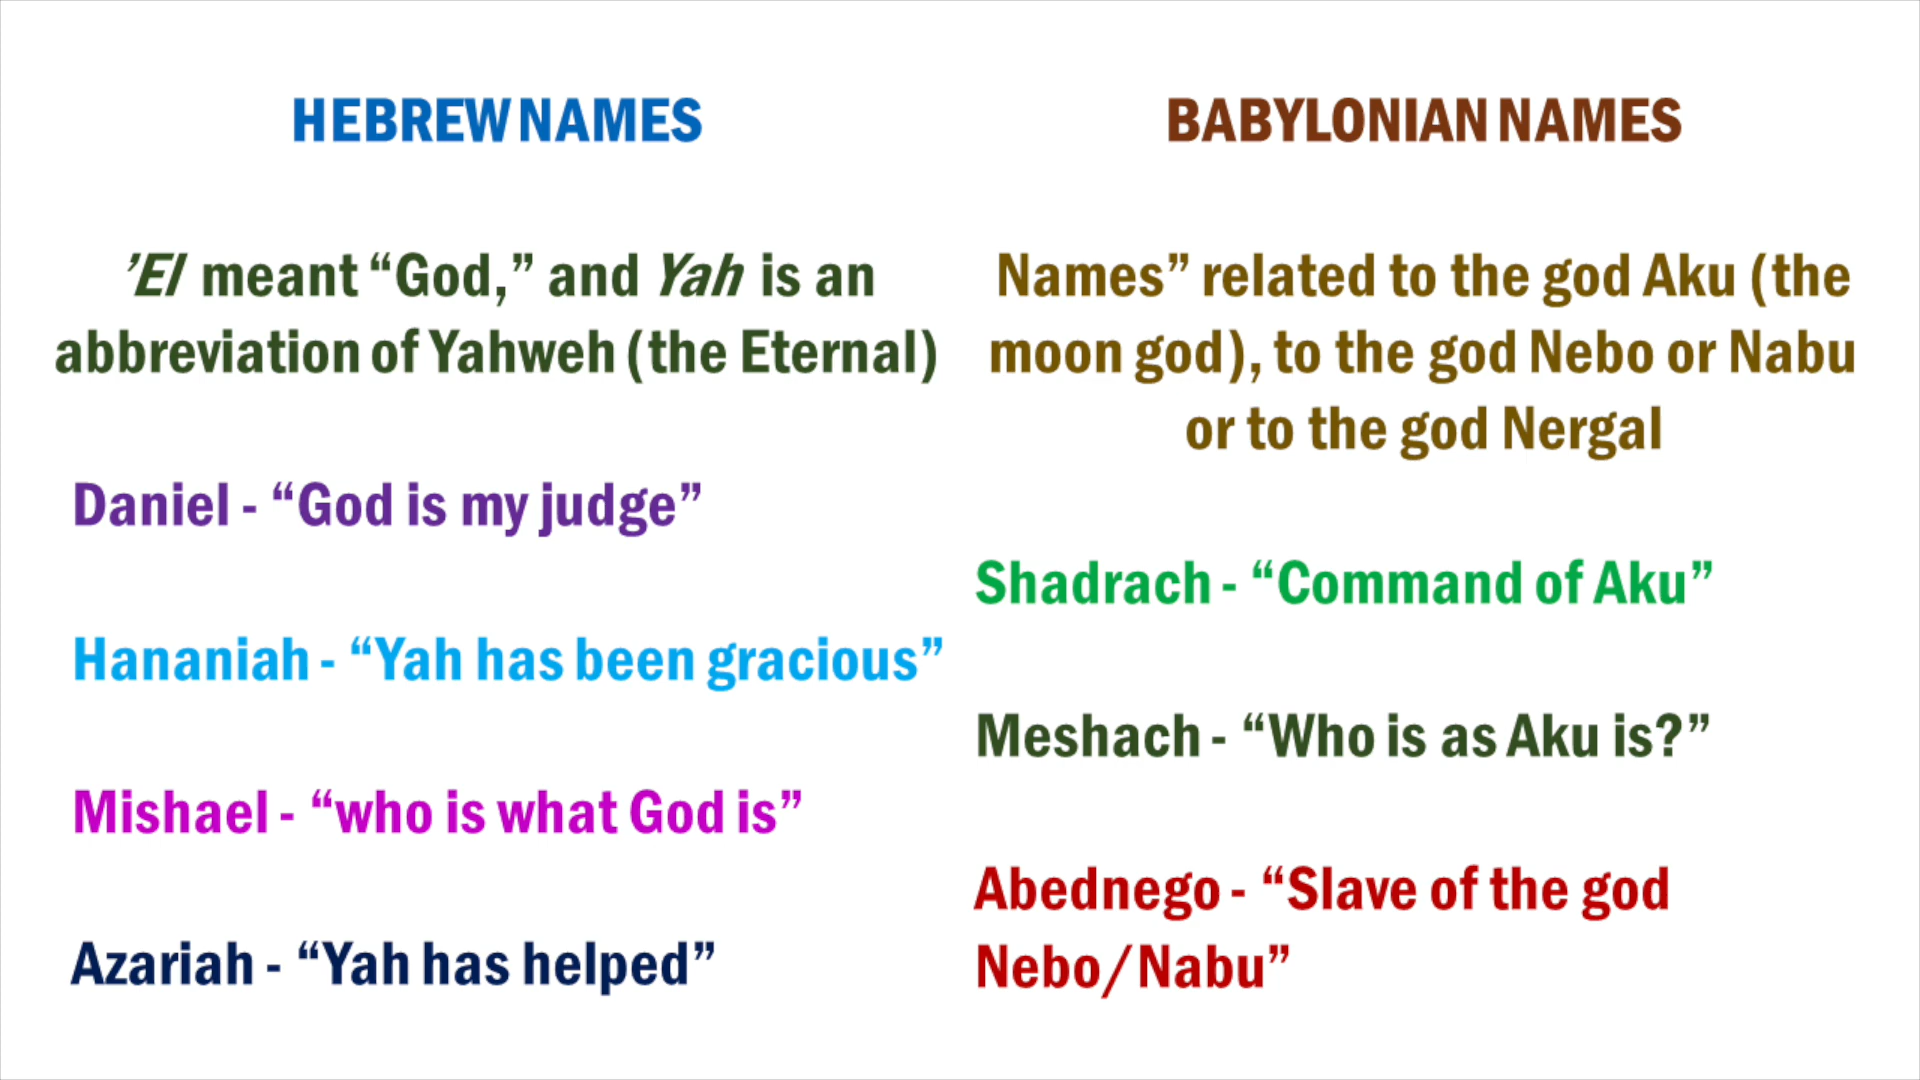 HEBREW NAMES
’El meant “God,” and Yah is an
abbreviation of Yahweh (the Eternal)
Daniel - “God is my judge”
Hananiah - “Yah has been gracious”
Mishael - “who is what God is”
Azariah - “Yah has helped”
BABYLONIAN NAMES
Names” related to the god Aku (the
moon god), to the god Nebo or Nabu
or to the god Nergal
Shadrach - “Command of Aku”
Meshach - “Who is as Aku is?”
Abednego - “Slave of the god
Nebo/Nabu”